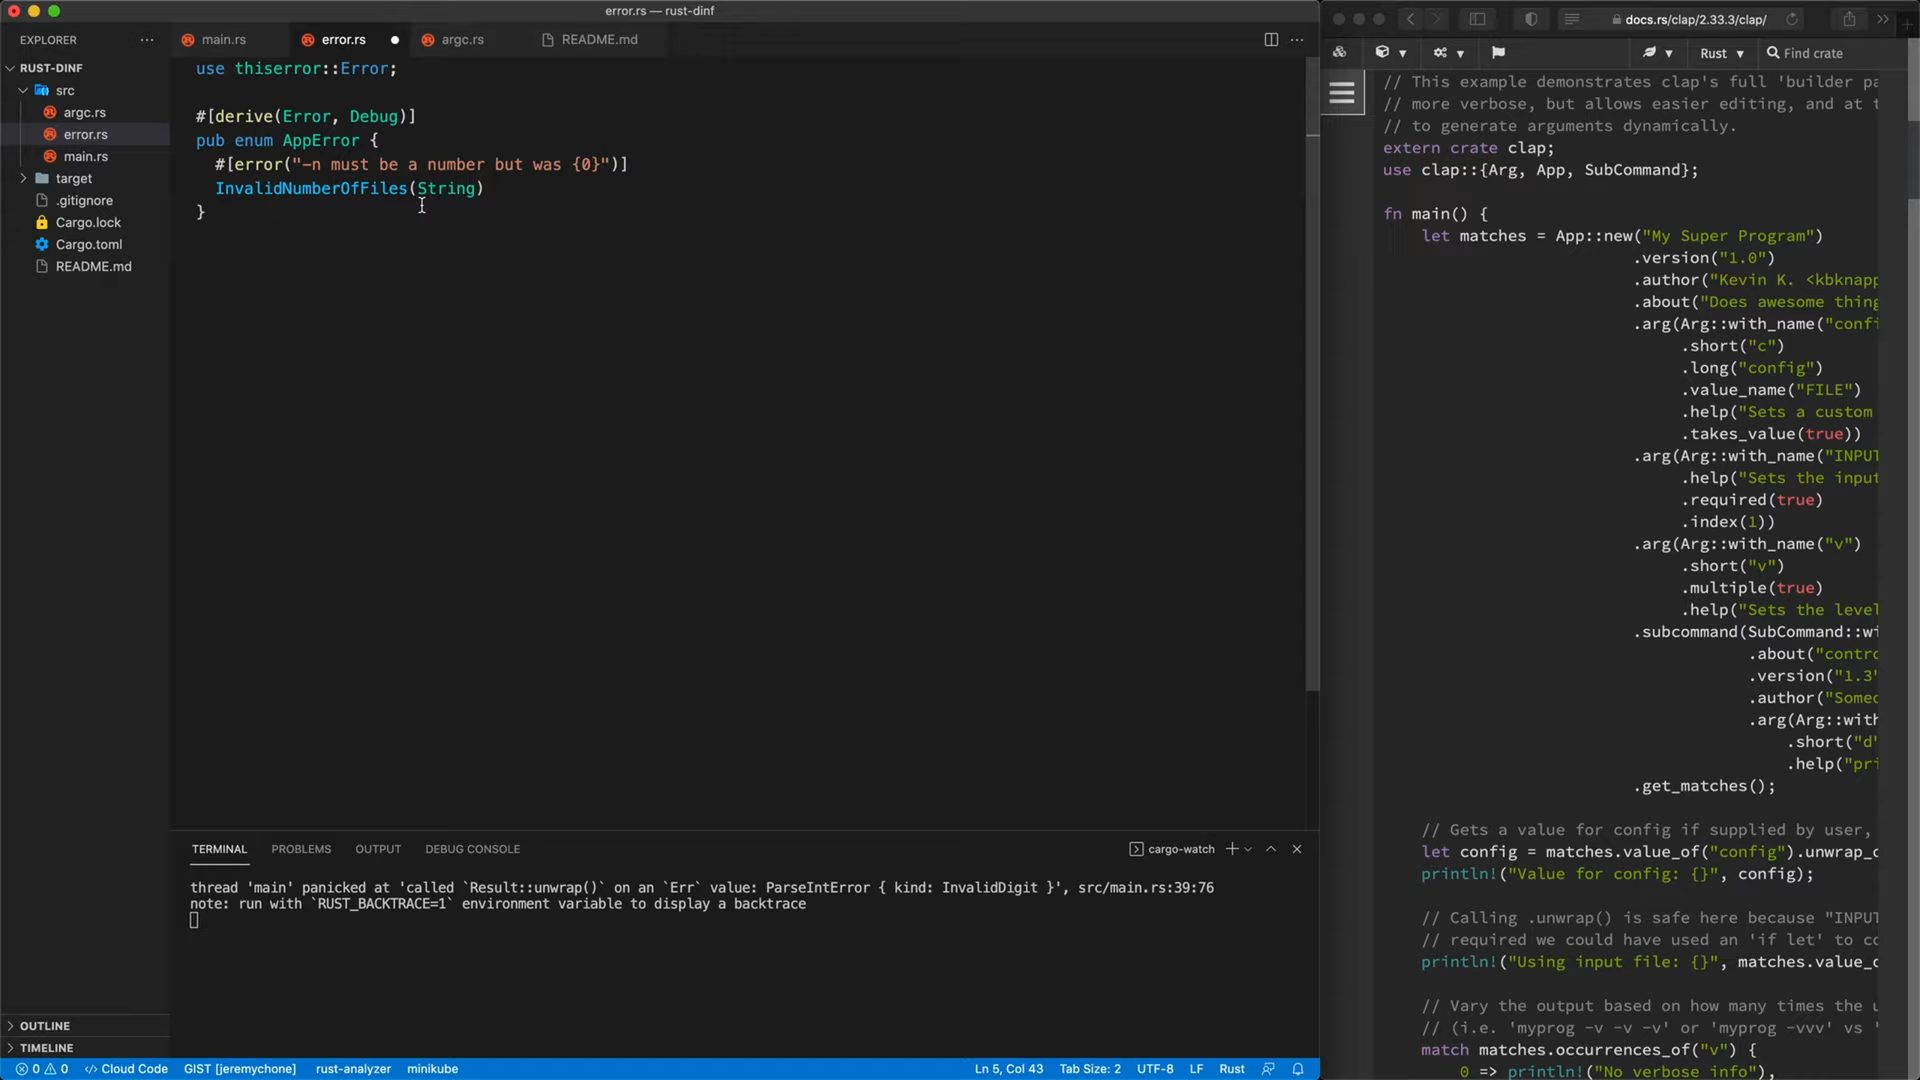 error.rs — rust-dinf
EXPLORER
RUST-DINF
src
argc.rs
error.rs
main.rs
target
.gitignore
Cargo.lock
Cargo.toml
README.md
OUTLINE
TIMELINE
main.rs
error.rs
argc.rs
README.md
use thiserror::Error;
#[derive(Error, Debug)]
pub enum AppError {
#[error("-n must be a number but was {0}")]
InvalidNumberOfFiles(String)
}
TERMINAL
PROBLEMS
OUTPUT
DEBUG CONSOLE
cargo-watch
thread 'main' panicked at 'called `Result::unwrap()` on an `Err` value: ParseIntError { kind: InvalidDigit }', src/main.rs:39:76
note: run with `RUST_BACKTRACE=1` environment variable to display a backtrace
0
0
Cloud Code
GIST [jeremychone]
rust-analyzer
minikube
Ln 5, Col 43
Tab Size: 2
UTF-8
LF
Rust
docs.rs/clap/2.33.3/clap/
Rust
Find crate
// This example demonstrates clap's full 'builder pa
// more verbose, but allows easier editing, and at t
// to generate arguments dynamically.
extern crate clap;
use clap::{Arg, App, SubCommand};
fn main() {
let matches = App::new("My Super Program")
.version("1.0")
.author("Kevin K. <kbknapp
.about("Does awesome thing
.arg(Arg::with_name("confi
.short("c")
.long("config")
.value_name("FILE")
.help("Sets a custom
.takes_value(true))
.arg(Arg::with_name("INPUT
.help("Sets the input
.required(true)
.index(1))
.arg(Arg::with_name("v")
.short("v")
.multiple(true)
.help("Sets the level
.subcommand(SubCommand::wi
.about("contro
.version("1.3"
.author("Someo
.arg(Arg::with
.short("d"
.help("pri
.get_matches();
// Gets a value for config if supplied by user,
let config = matches.value_of("config").unwrap_o
println!("Value for config: {}", config);
// Calling .unwrap() is safe here because "INPUT
// required we could have used an 'if let' to co
println!("Using input file: {}", matches.value_o
// Vary the output based on how many times the u
// (i.e. 'myprog -v -v -v' or 'myprog -vvv' vs '
match matches.occurrences_of("v") {
0 => println!("No verbose info"),